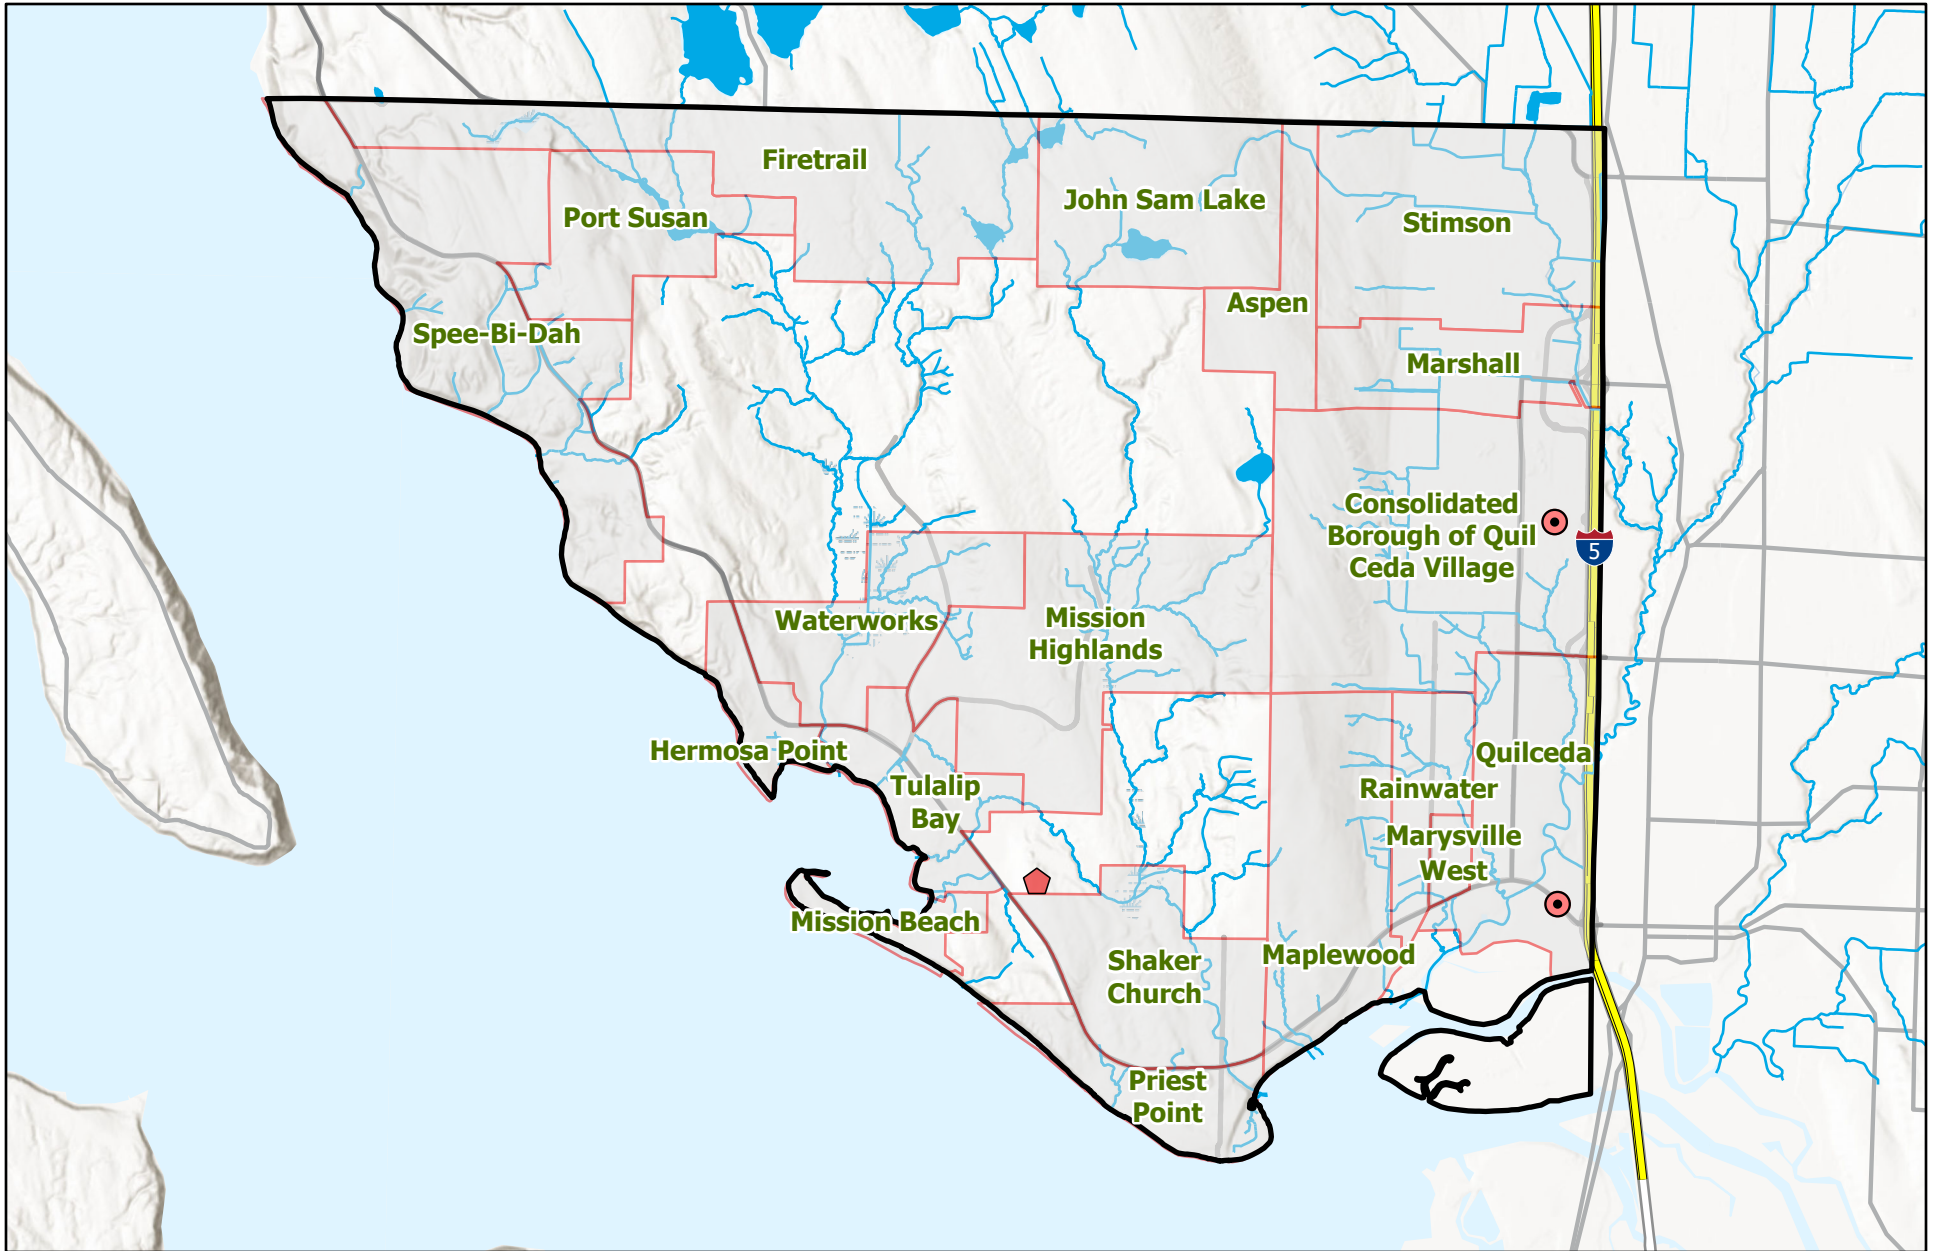 Firetrail
John Sam Lake
Port Susan
Stimson
Aspen
Spee-Bi-Dah
Marshall
Consolidated
Borough of Quil
Ceda Village
5
Waterworks
Mission
Highlands
Hermosa Point
Quilceda
Tulalip
Bay
Rainwater
Marysville
West
Mission Beach
Shaker
Church
Maplewood
Priest
Point